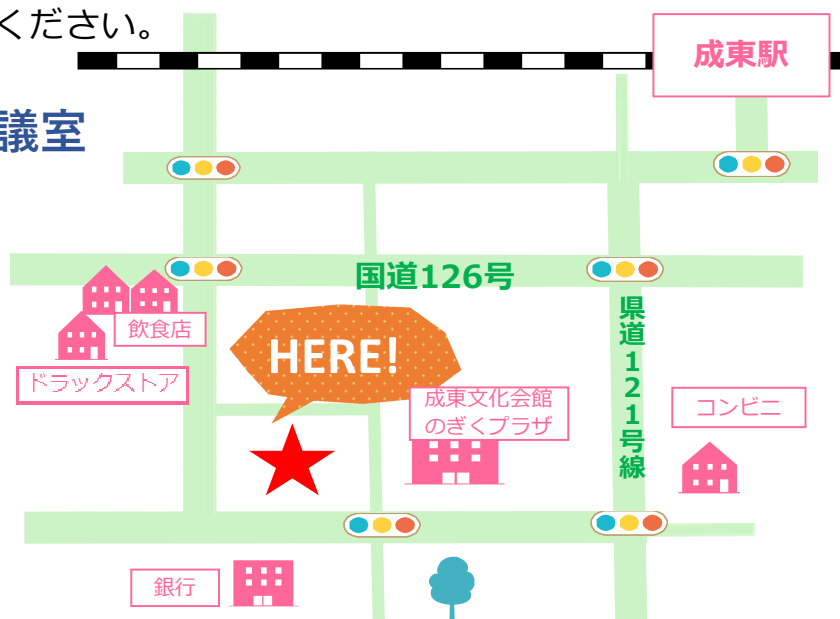 ください。
成東駅
議室
国道126号
飲食店
HERE!
県道121号線
ドラックストア
成東文化会館
のぎくプラザ
コンビニ
銀行